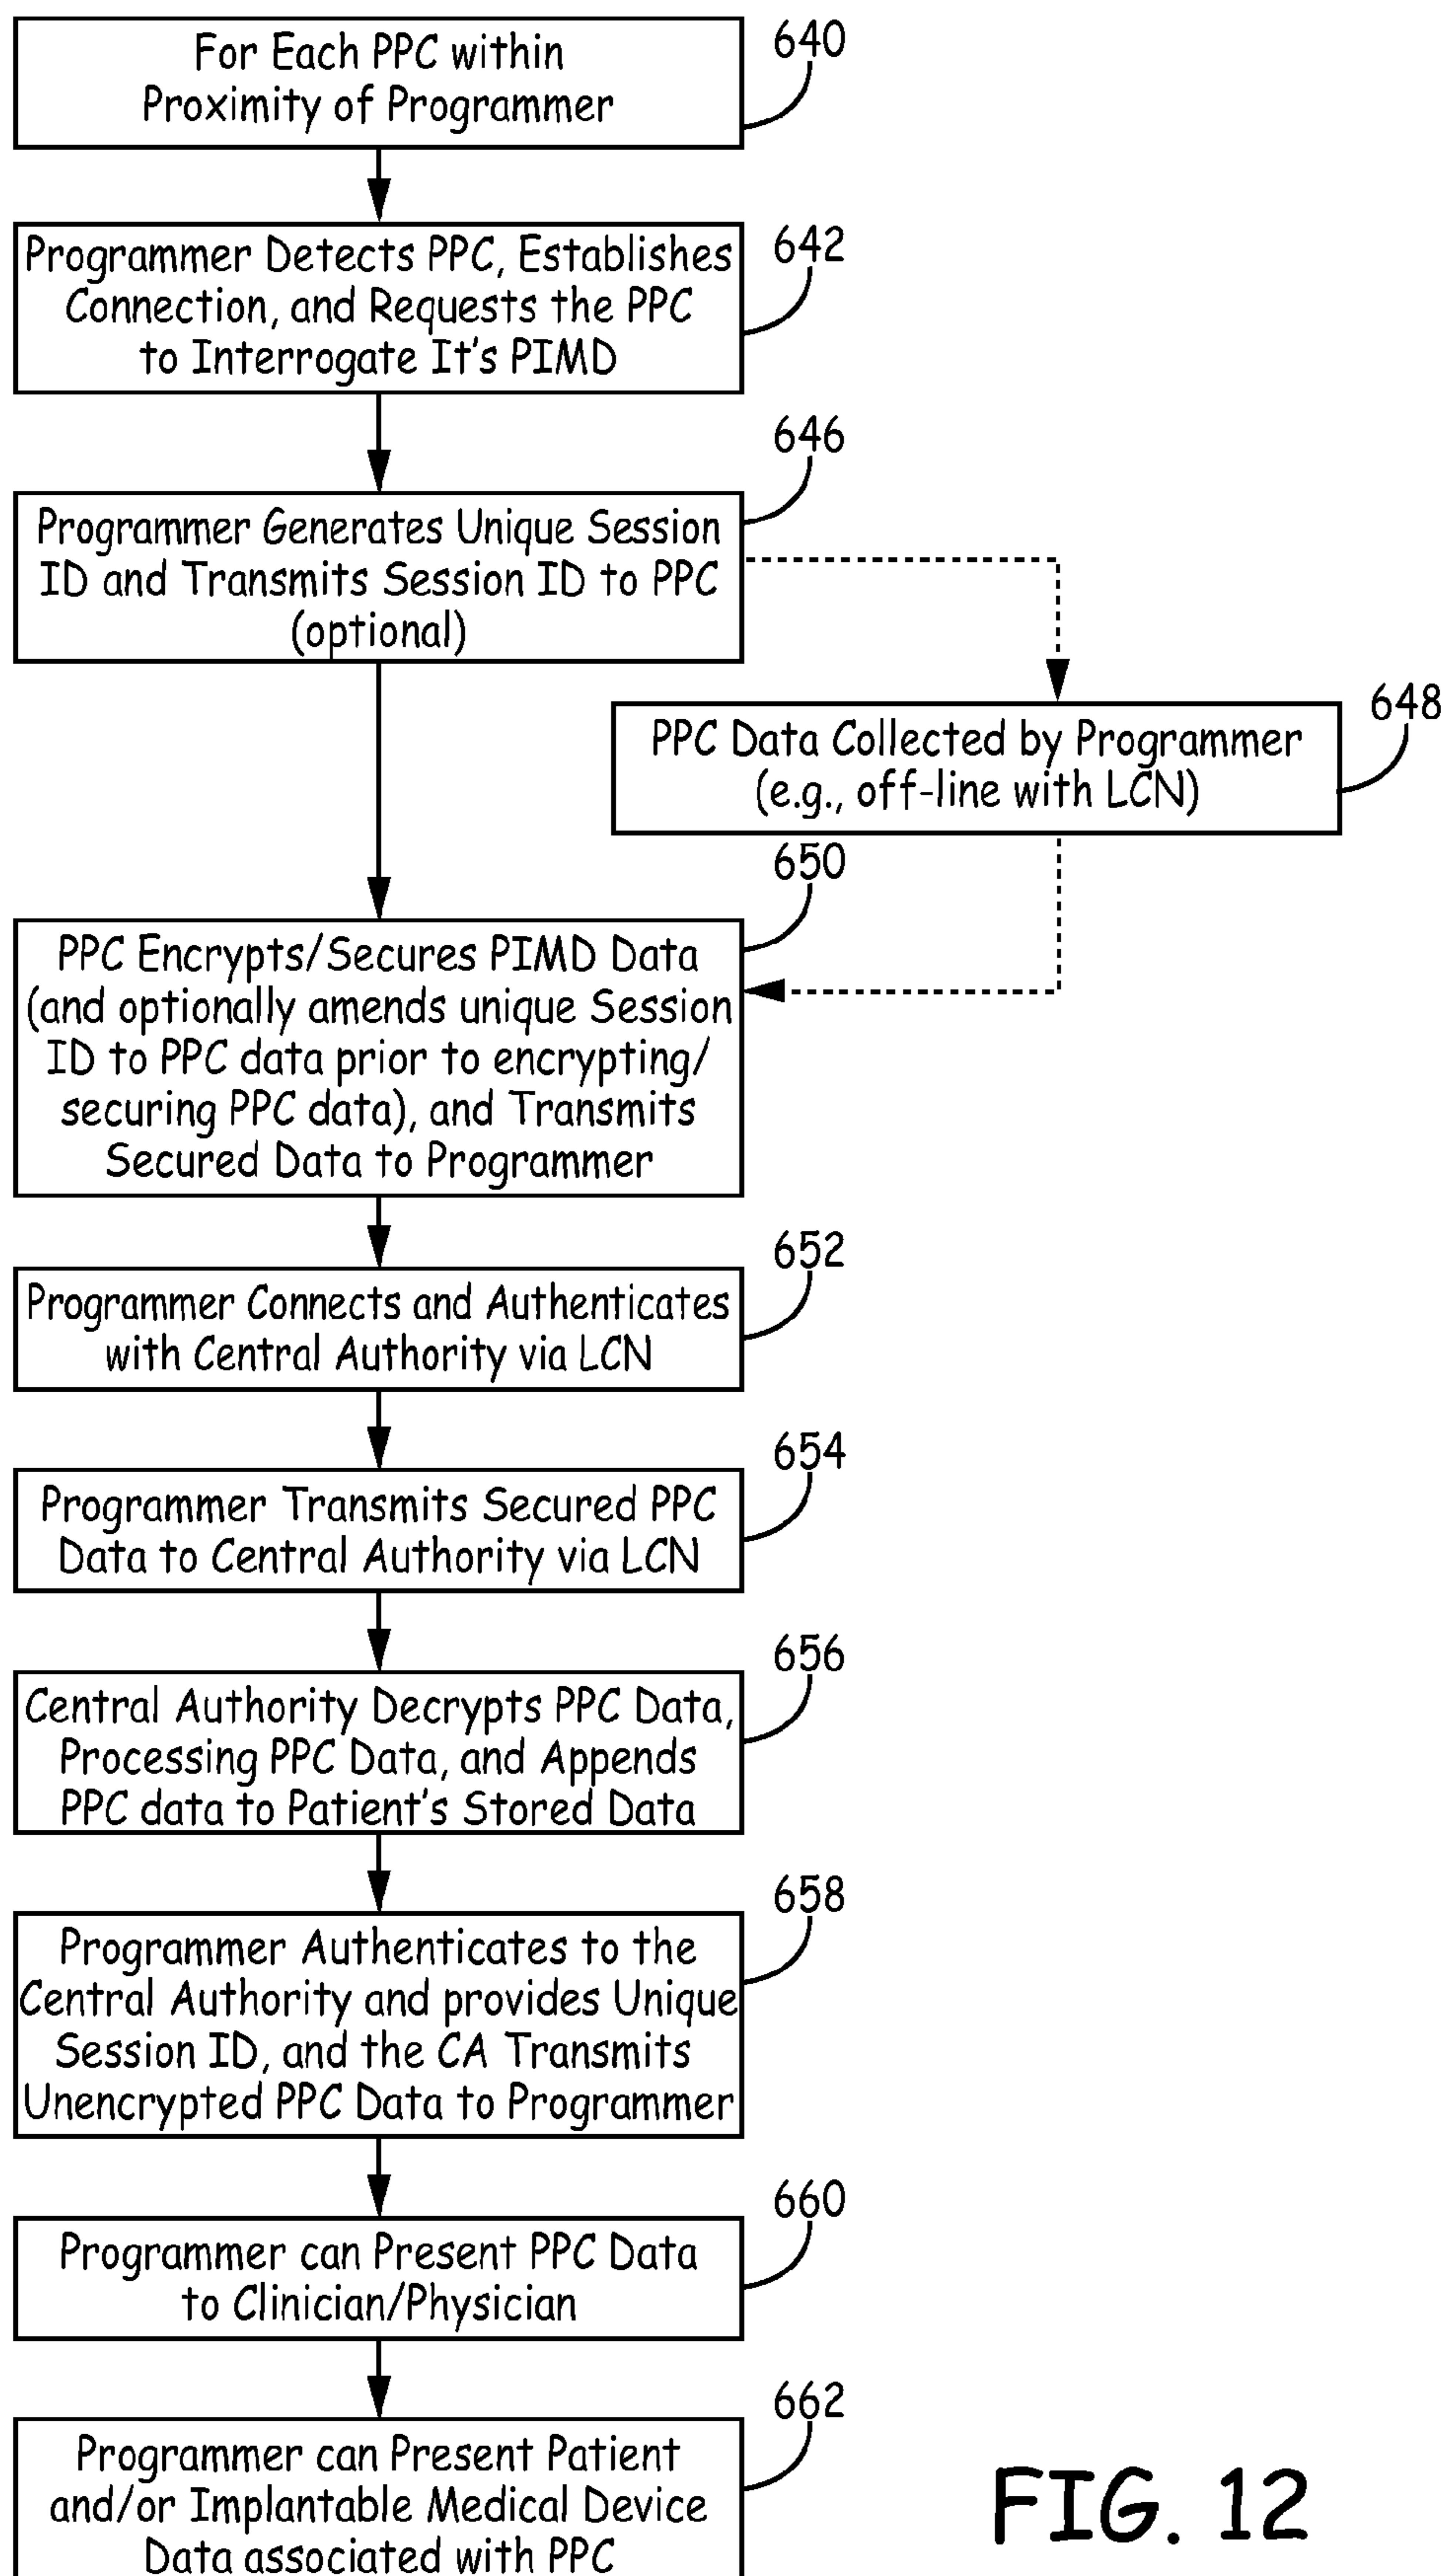 For Each PPC within
Proximity of Programmer
640
Programmer Detects PPC, Establishes
Connection, and Requests the PPC
to Interrogate It's PIMD
642
Programmer Generates Unique Session
ID and Transmits Session ID to PPC
(optional)
646
PPC Data Collected by Programmer
(e.g., off-line with LCN)
648
PPC Encrypts/Secures PIMD Data
(and optionally amends unique Session
ID to PPC data prior to encrypting/
securing PPC data), and Transmits
Secured Data to Programmer
650
Programmer Connects and Authenticates
with Central Authority via LCN
652
Programmer Transmits Secured PPC
Data to Central Authority via LCN
654
Central Authority Decrypts PPC Data,
Processing PPC Data, and Appends
PPC data to Patient's Stored Data
656
Programmer Authenticates to the
Central Authority and provides Unique
Session ID, and the CA Transmits
Unencrypted PPC Data to Programmer
658
Programmer can Present PPC Data
to Clinician/Physician
660
Programmer can Present Patient
and/or Implantable Medical Device
Data associated with PPC
662
FIG. 12